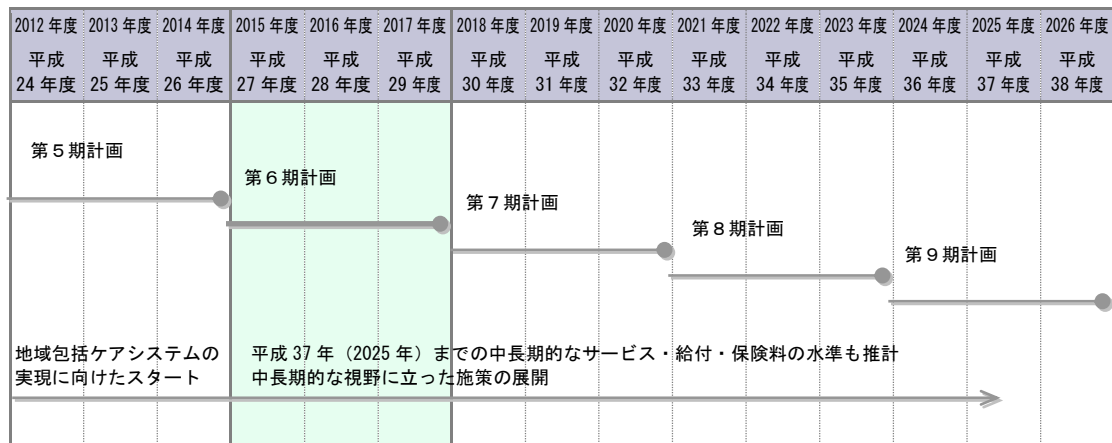 2012 年度 2013 年度 2014 年度 2015 年度 2016 年度 2017 年度 2018 年度 2019 年度 2020 年度 2021 年度 2022 年度 2023 年度 2024 年度 2025 年度 2026 年度
平成 平成 平成 平成 平成 平成 平成 平成 平成 平成 平成 平成 平成 平成 平成
24 年度 25 年度 26 年度 27 年度 28 年度 29 年度 30 年度 31 年度 32 年度 33 年度 34 年度 35 年度 36 年度 37 年度 38 年度
第５期計画
第６期計画
第７期計画
第８期計画
第９期計画
地域包括ケアシステムの
実現に向けたスタート
平成 37 年（2025 年）までの中長期的なサービス・給付・保険料の水準も推計
中長期的な視野に立った施策の展開